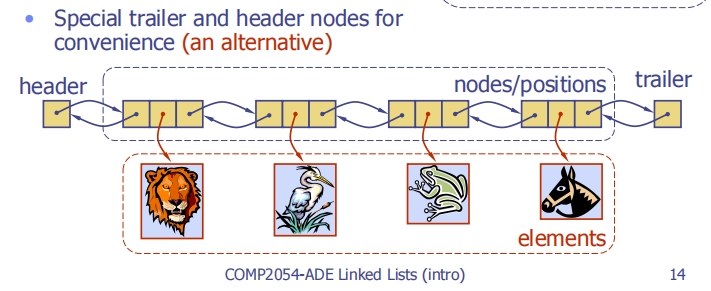 • Special trailer and header nodes for
convenience (an alternative)
header
nodes/positions
trailer
elements
COMP2054-ADE Linked Lists (intro)
14